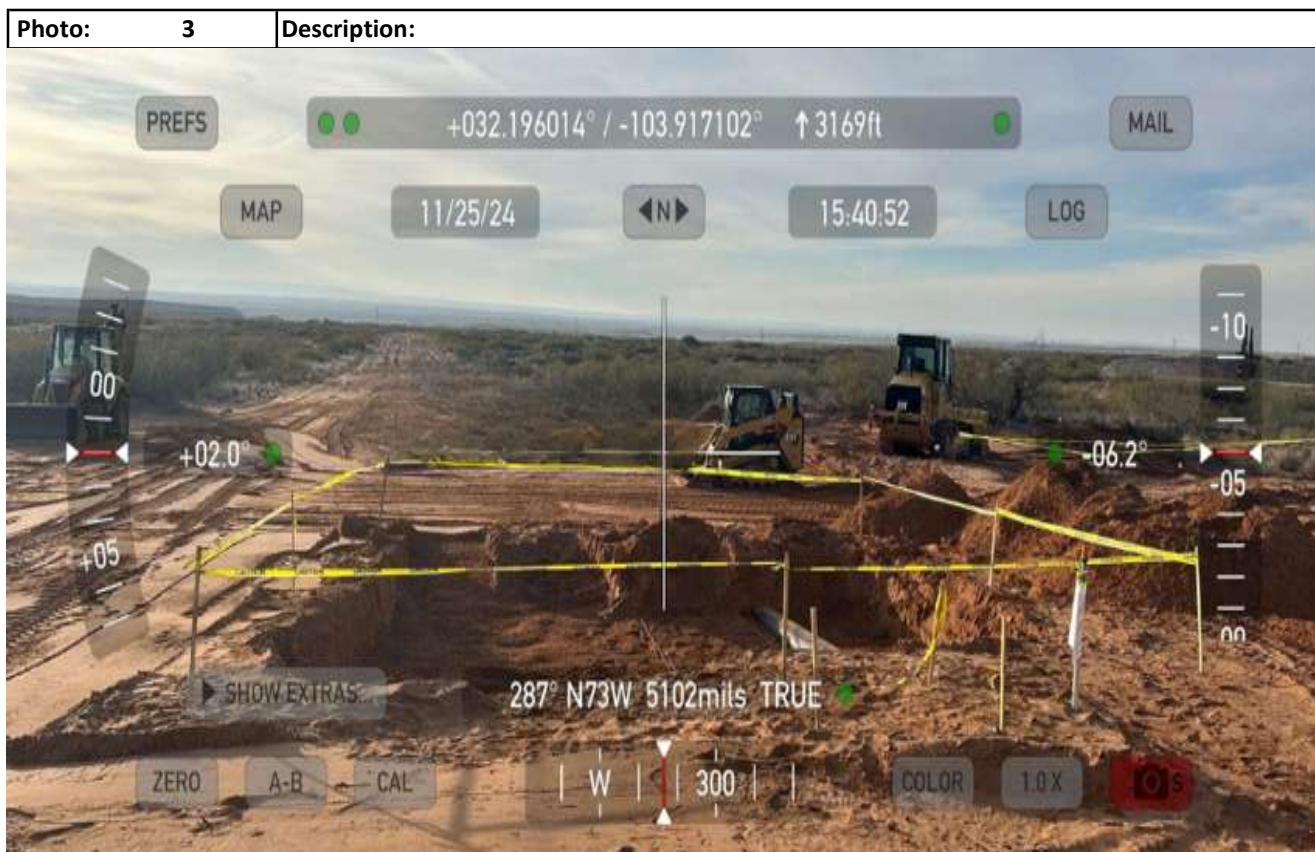 Photo: 3 Description:
PREFS +032.196014° / -103.917102° ↑ 3169ft MAIL
MAP 11/25/24 ◀N▶ 15:40:52 LOG
-10
00
+02.0° -06.2°
-05
+05
00
▶ SHOW EXTRAS...
287° N73W 5102mils TRUE
ZERO A-B CAL W 300 COLOR 1.0 X S